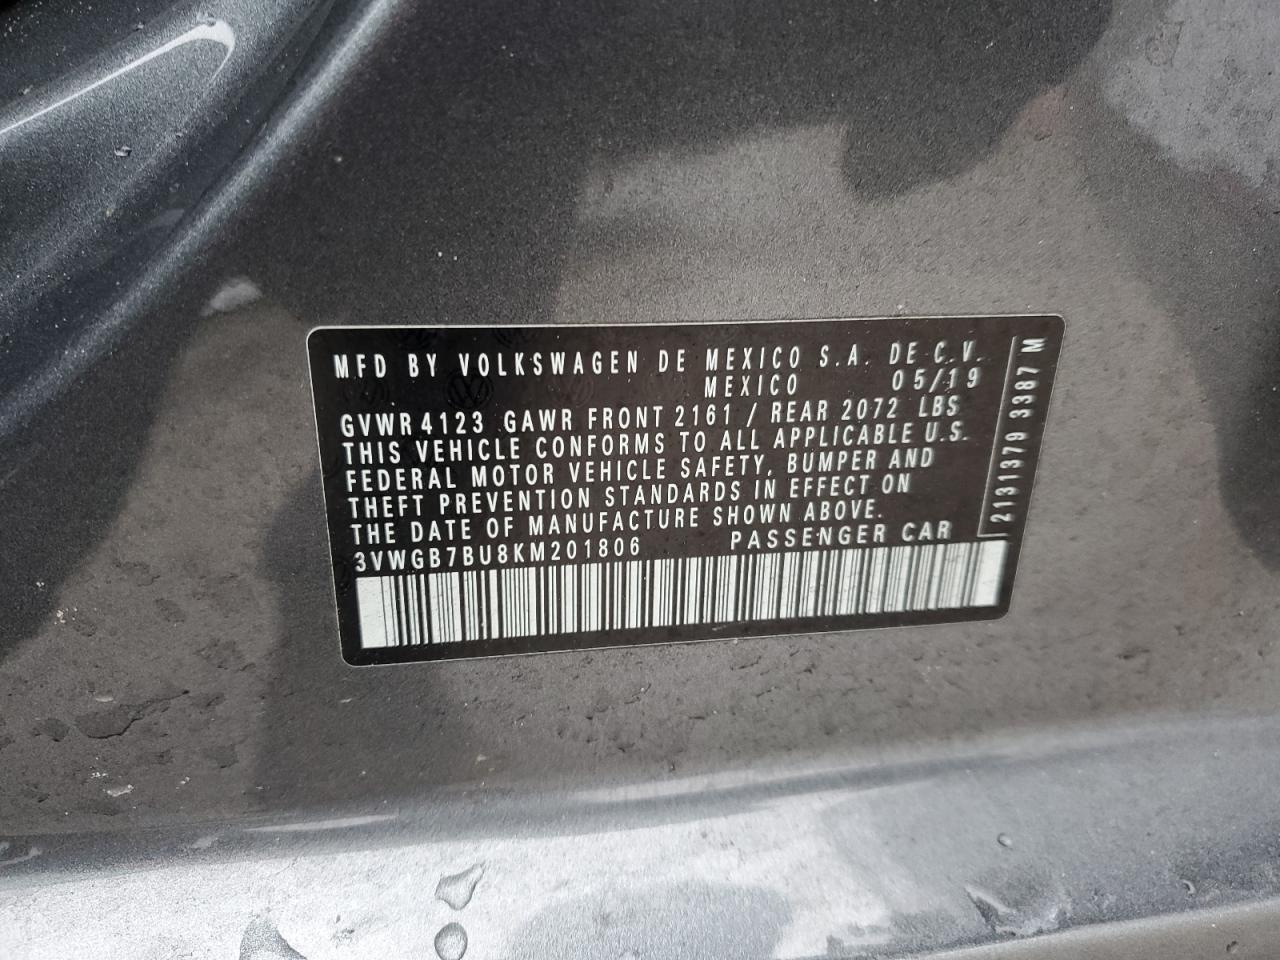 MFD BY VOLKSWAGEN DE MEXICO S.A. DE C.V.
MEXICO 05/19
GVWR 4123 GAWR FRONT 2161 / REAR 2072 LBS
THIS VEHICLE CONFORMS TO ALL APPLICABLE U.S.
FEDERAL MOTOR VEHICLE SAFETY, BUMPER AND
THEFT PREVENTION STANDARDS IN EFFECT ON
THE DATE OF MANUFACTURE SHOWN ABOVE.
3VWGB7BU8KM201806 PASSENGER CAR
2131379 3387 M